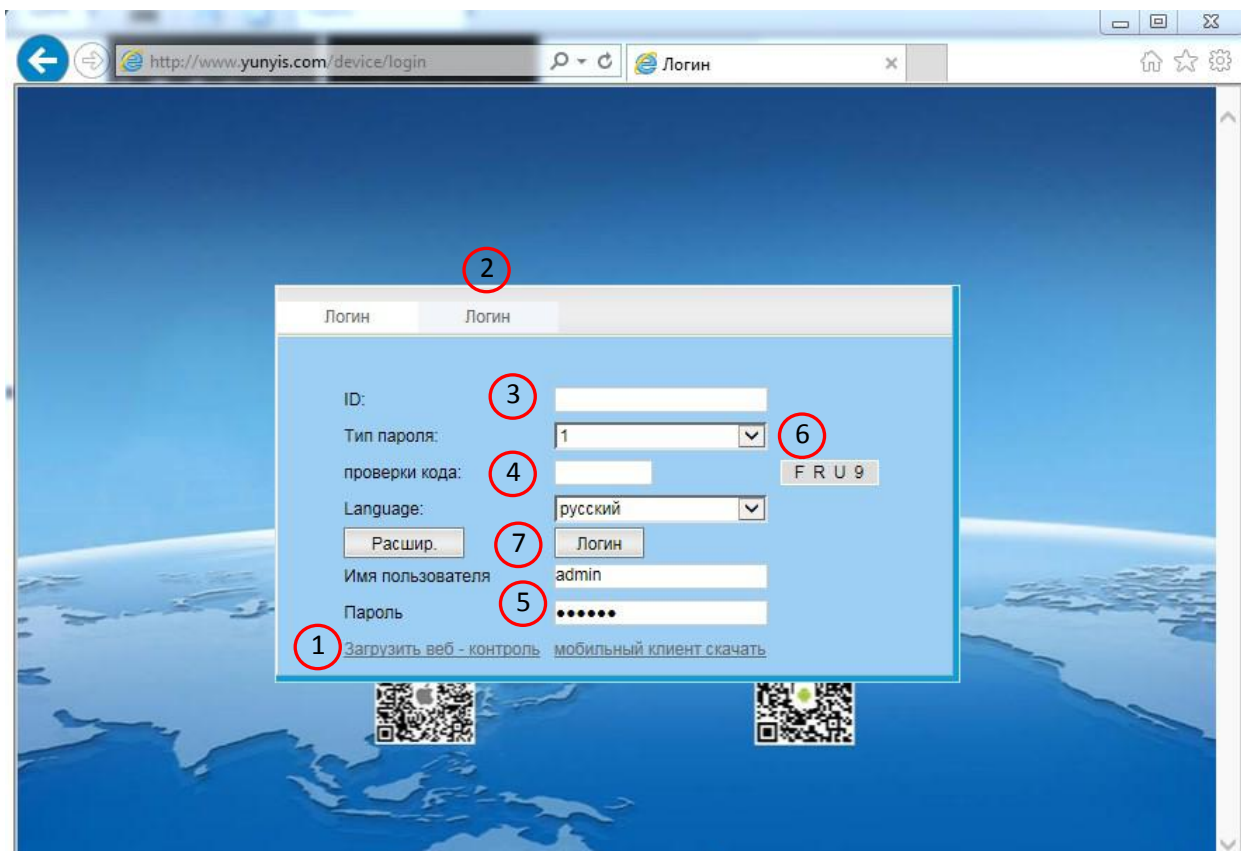 http://www.yunyis.com/device/login
Логин
2
Логин Логин
ID: 3
Тип пароля: 1 6
проверки кода: 4 F R U 9
Language: русский
Расшир. 7 Логин
Имя пользователя admin
Пароль 5 ●●●●●●
1 Загрузить веб - контроль мобильный клиент скачать